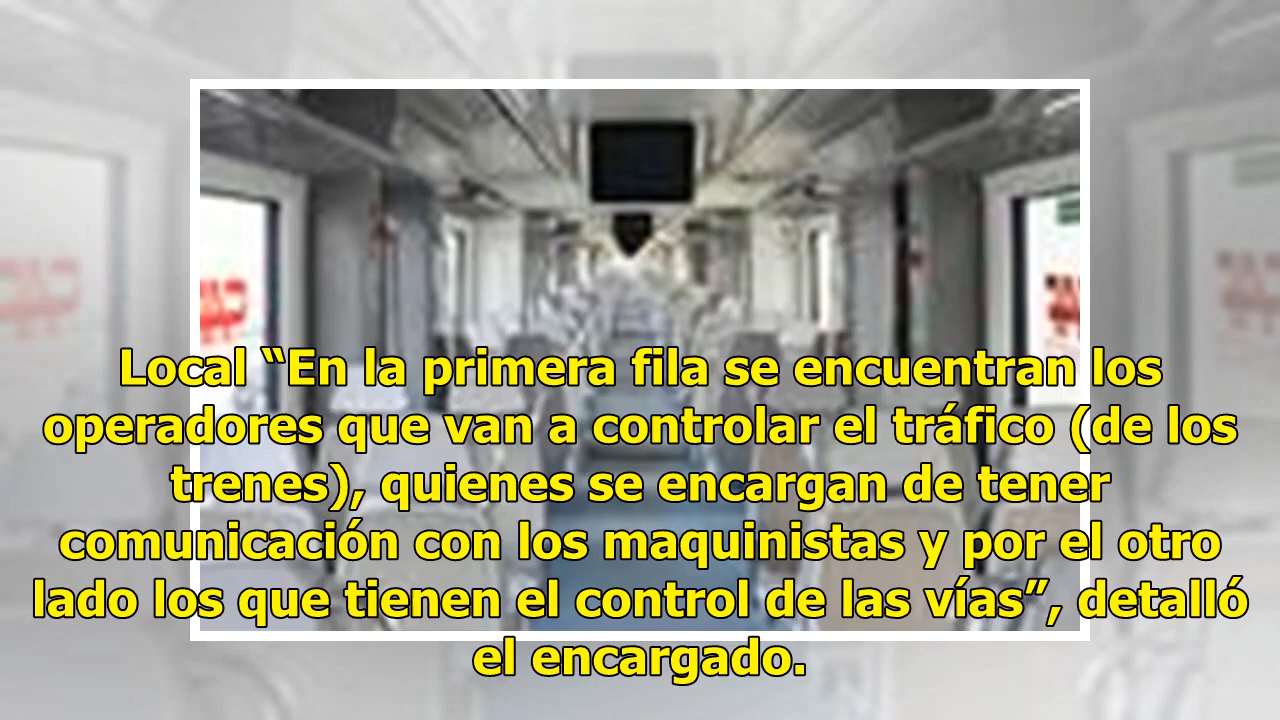 Local “En la primera fila se encuentran los
operadores que van a controlar el tráfico (de los
trenes), quienes se encargan de tener
comunicación con los maquinistas y por el otro
lado los que tienen el control de las vías”, detalló
el encargado.